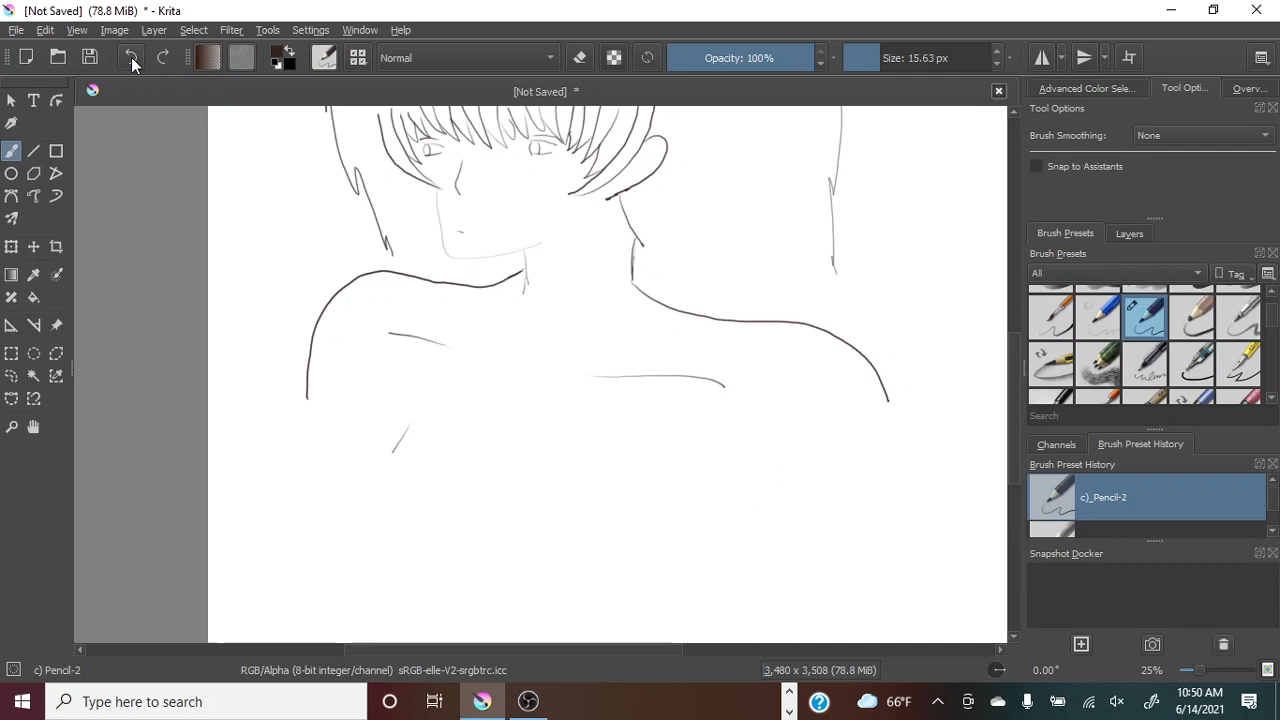 [Not Saved] (78.8 MiB) * - Krita
File Edit View Image Layer Select Filter Tools Settings Window Help
Normal
Opacity: 100%
Size: 15.63 px
[Not Saved] *
Advanced Color Sele...
Tool Opti...
Overv...
Tool Options
Brush Smoothing:
None
Snap to Assistants
Brush Presets
Layers
Brush Presets
All
Tag
Search
Channels
Brush Preset History
Brush Preset History
c)_Pencil-2
Snapshot Docker
c) Pencil-2
RGB/Alpha (8-bit integer/channel) sRGB-elle-V2-srgbtrc.icc
3,480 x 3,508 (78.8 MiB)
0.00°
25%
Type here to search
66°F
10:50 AM
6/14/2021